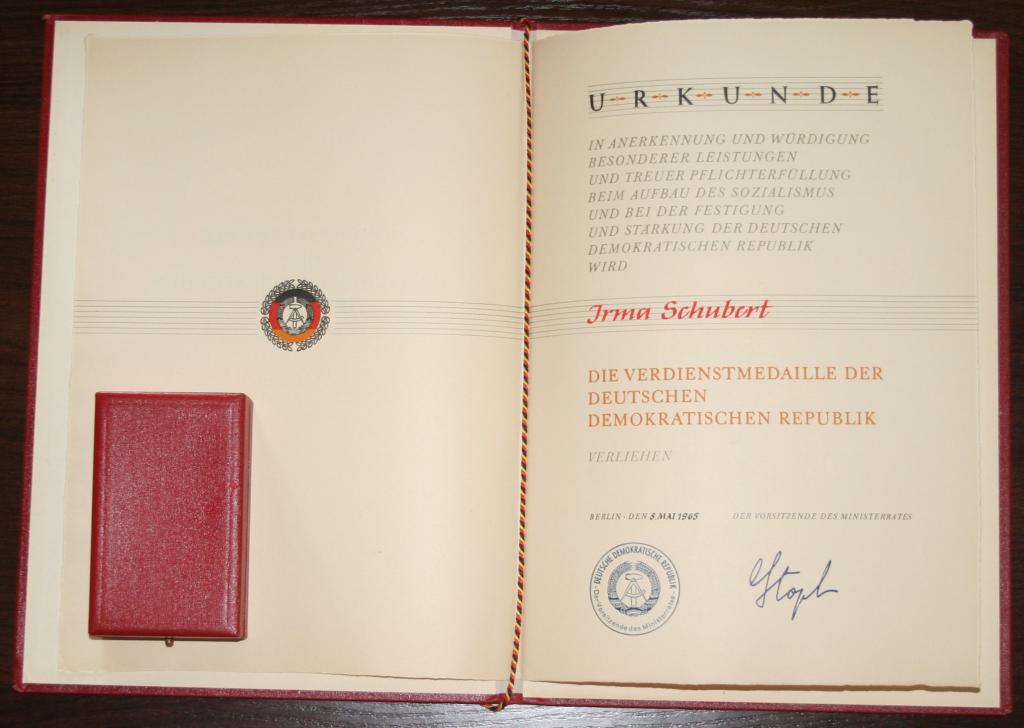 URKUNDE
IN ANERKENNUNG UND WÜRDIGUNG
BESONDERER LEISTUNGEN
UND TREUER PFLICHTERFÜLLUNG
BEIM AUFBAU DES SOZIALISMUS
UND BEI DER FESTIGUNG
UND STÄRKUNG DER DEUTSCHEN
DEMOKRATISCHEN REPUBLIK
WIRD
Irma Schubert
DIE VERDIENSTMEDAILLE DER
DEUTSCHEN
DEMOKRATISCHEN REPUBLIK
VERLIEHEN
BERLIN · DEN 8. MAI 1965 DER VORSITZENDE DES MINISTERRATES
DEUTSCHE DEMOKRATISCHE REPUBLIK
· Der Vorsitzende des Ministerrates ·
Stoph